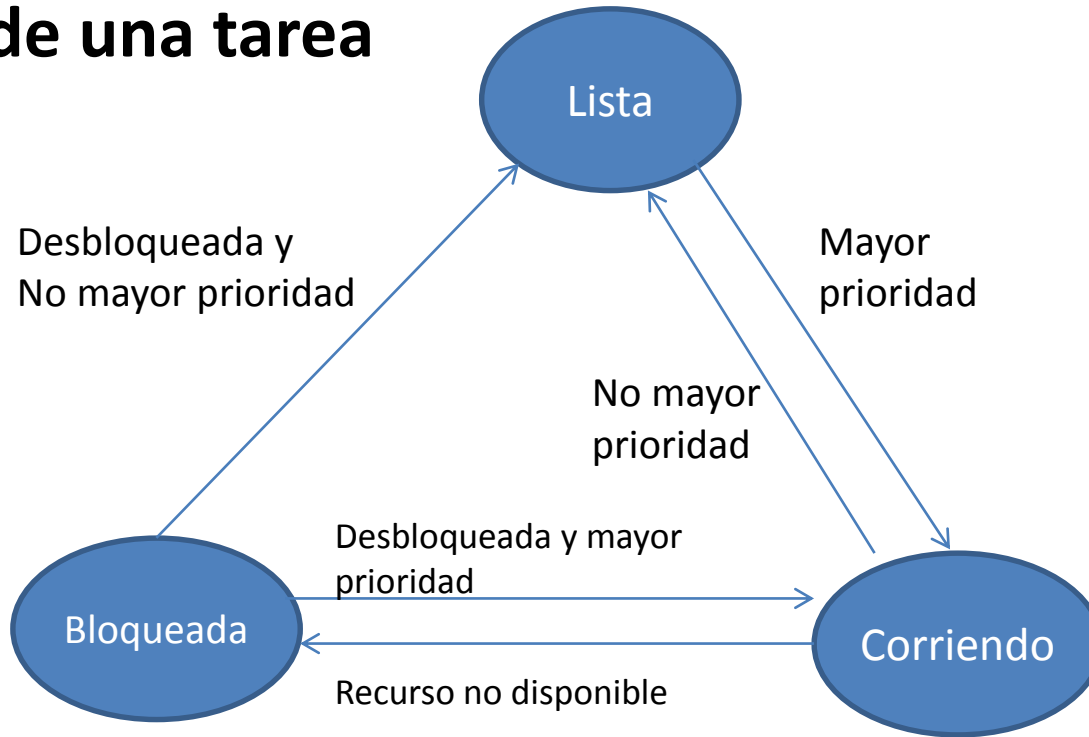 de una tarea
Lista
Desbloqueada y
No mayor prioridad
Mayor
prioridad
No mayor
prioridad
Desbloqueada y mayor
prioridad
Bloqueada
Corriendo
Recurso no disponible